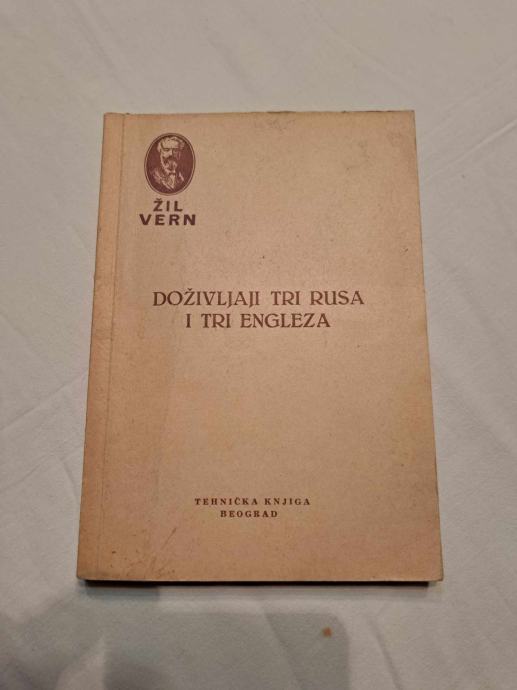 ŽIL
VERN
DOŽIVLJAJI TRI RUSA
I TRI ENGLEZA
TEHNIČKA KNJIGA
BEOGRAD